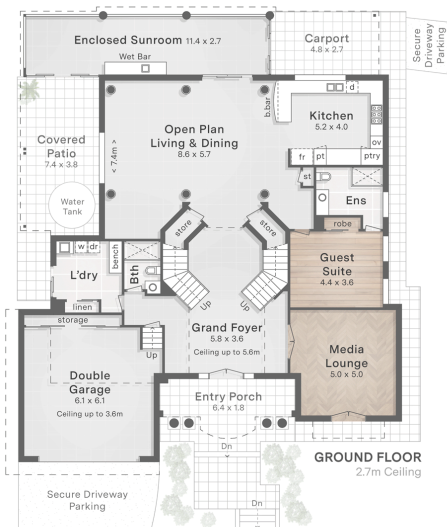 Enclosed Sunroom 11.4 x 2.7
Wet Bar
Carport
4.8 x 2.7
Secure
Driveway
Parking
d
b.bar
Kitchen
5.2 x 4.0
ov
fr
pt
ptry
Open Plan
Living & Dining
8.6 x 5.7
< 7.4m >
Covered
Patio
7.4 x 3.8
Water
Tank
st
Ens
robe
store
store
w
dr
bench
L'dry
linen
Bth
Up
Up
Guest
Suite
4.4 x 3.6
storage
Up
Grand Foyer
5.8 x 3.6
Ceiling up to 5.6m
Media
Lounge
5.0 x 5.0
Double
Garage
6.1 x 6.1
Ceiling up to 3.6m
Entry Porch
6.4 x 1.8
Dn
GROUND FLOOR
2.7m Ceiling
Secure Driveway
Parking
Dn